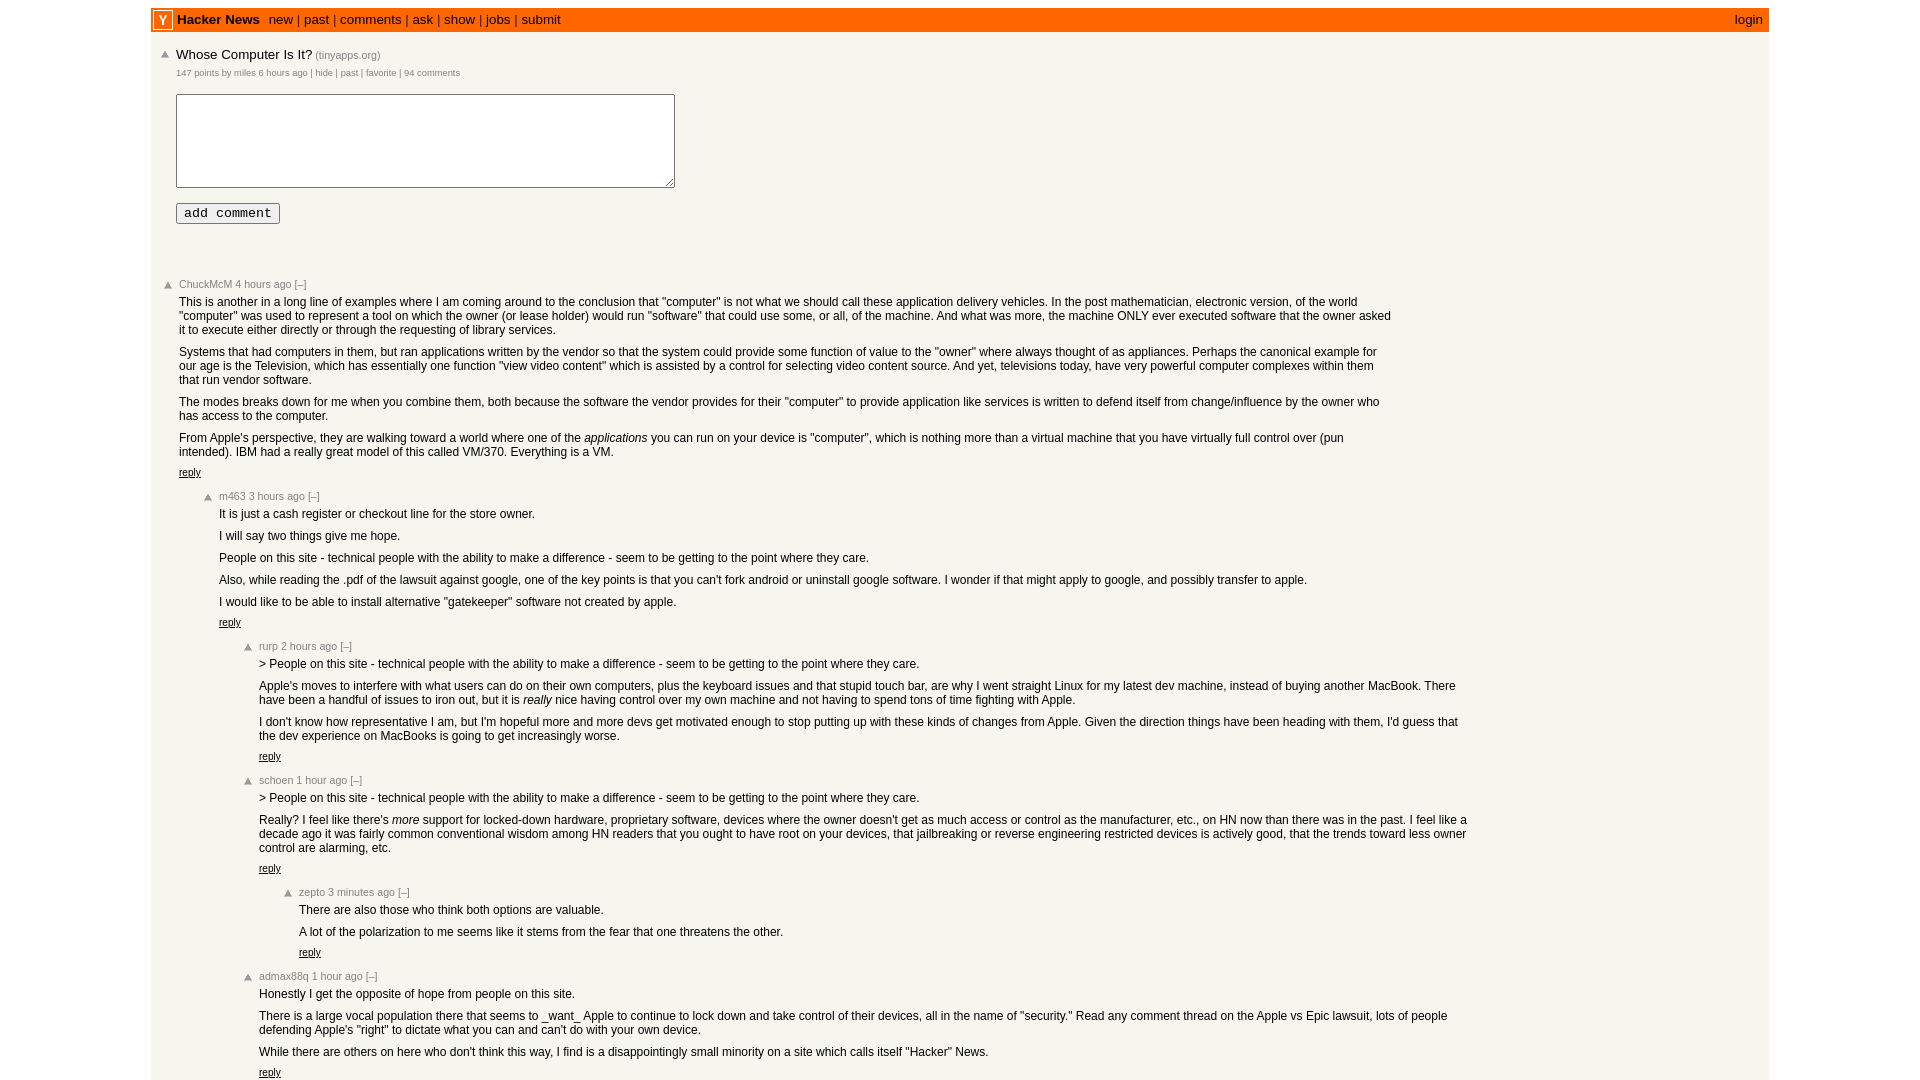 Y Hacker News new | past | comments | ask | show | jobs | submit login
Whose Computer Is It? (tinyapps.org)
147 points by miles 6 hours ago | hide | past | favorite | 94 comments
add comment
ChuckMcM 4 hours ago [–]
This is another in a long line of examples where I am coming around to the conclusion that "computer" is not what we should call these application delivery vehicles. In the post mathematician, electronic version, of the world
"computer" was used to represent a tool on which the owner (or lease holder) would run "software" that could use some, or all, of the machine. And what was more, the machine ONLY ever executed software that the owner asked
it to execute either directly or through the requesting of library services.
Systems that had computers in them, but ran applications written by the vendor so that the system could provide some function of value to the "owner" where always thought of as appliances. Perhaps the canonical example for
our age is the Television, which has essentially one function "view video content" which is assisted by a control for selecting video content source. And yet, televisions today, have very powerful computer complexes within them
that run vendor software.
The modes breaks down for me when you combine them, both because the software the vendor provides for their "computer" to provide application like services is written to defend itself from change/influence by the owner who
has access to the computer.
From Apple's perspective, they are walking toward a world where one of the applications you can run on your device is "computer", which is nothing more than a virtual machine that you have virtually full control over (pun
intended). IBM had a really great model of this called VM/370. Everything is a VM.
reply
m463 3 hours ago [–]
It is just a cash register or checkout line for the store owner.
I will say two things give me hope.
People on this site - technical people with the ability to make a difference - seem to be getting to the point where they care.
Also, while reading the .pdf of the lawsuit against google, one of the key points is that you can't fork android or uninstall google software. I wonder if that might apply to google, and possibly transfer to apple.
I would like to be able to install alternative "gatekeeper" software not created by apple.
reply
rurp 2 hours ago [–]
> People on this site - technical people with the ability to make a difference - seem to be getting to the point where they care.
Apple's moves to interfere with what users can do on their own computers, plus the keyboard issues and that stupid touch bar, are why I went straight Linux for my latest dev machine, instead of buying another MacBook. There
have been a handful of issues to iron out, but it is really nice having control over my own machine and not having to spend tons of time fighting with Apple.
I don't know how representative I am, but I'm hopeful more and more devs get motivated enough to stop putting up with these kinds of changes from Apple. Given the direction things have been heading with them, I'd guess that
the dev experience on MacBooks is going to get increasingly worse.
reply
schoen 1 hour ago [–]
> People on this site - technical people with the ability to make a difference - seem to be getting to the point where they care.
Really? I feel like there's more support for locked-down hardware, proprietary software, devices where the owner doesn't get as much access or control as the manufacturer, etc., on HN now than there was in the past. I feel like a
decade ago it was fairly common conventional wisdom among HN readers that you ought to have root on your devices, that jailbreaking or reverse engineering restricted devices is actively good, that the trends toward less owner
control are alarming, etc.
reply
zepto 3 minutes ago [–]
There are also those who think both options are valuable.
A lot of the polarization to me seems like it stems from the fear that one threatens the other.
reply
admax88q 1 hour ago [–]
Honestly I get the opposite of hope from people on this site.
There is a large vocal population there that seems to _want_ Apple to continue to lock down and take control of their devices, all in the name of "security." Read any comment thread on the Apple vs Epic lawsuit, lots of people
defending Apple's "right" to dictate what you can and can't do with your own device.
While there are others on here who don't think this way, I find is a disappointingly small minority on a site which calls itself "Hacker" News.
reply